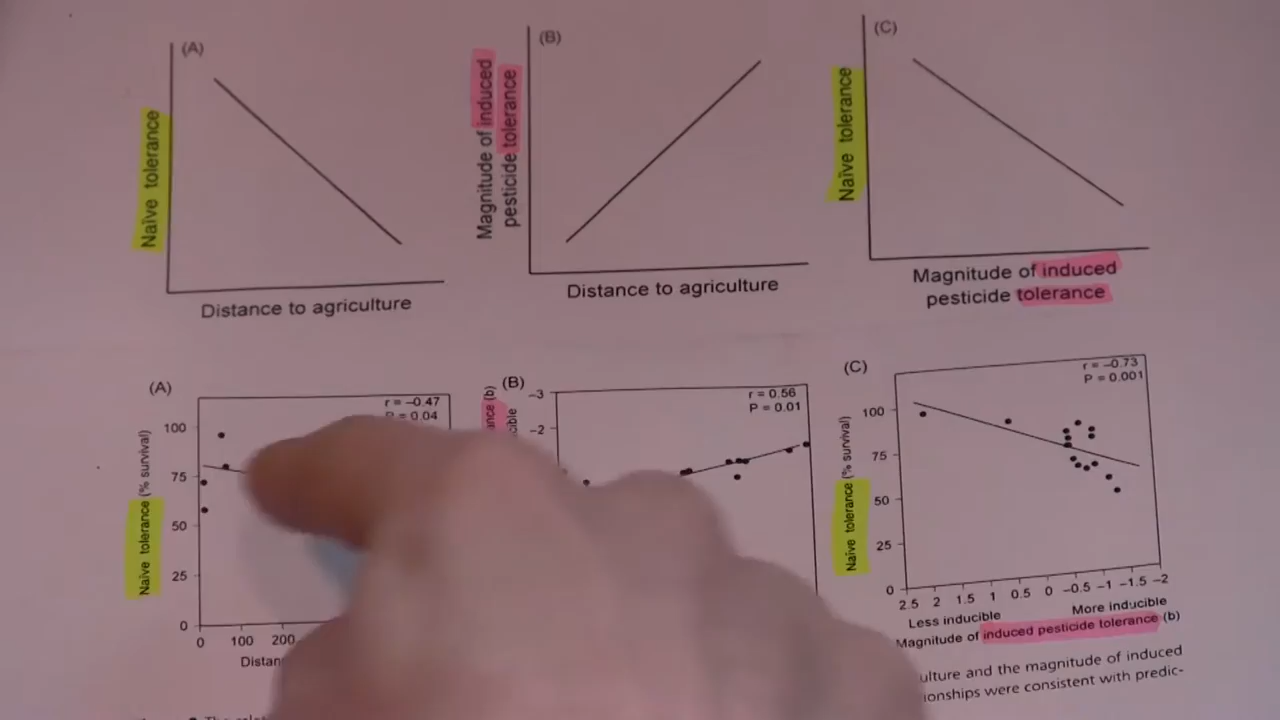 (A)
Naïve tolerance
Distance to agriculture
(B)
Magnitude of induced
pesticide tolerance
Distance to agriculture
(C)
Naïve tolerance
Magnitude of induced
pesticide tolerance
(A)
r = −0.47
P = 0.04
Naïve tolerance (% survival)
100
75
50
25
0
0 100 200
(B)
r = 0.56
P = 0.01
−3
−2
(b)
(C)
r = −0.73
P = 0.001
Naïve tolerance (% survival)
100
75
50
25
0
2.5 2 1.5 1 0.5 0 −0.5 −1 −1.5 −2
Less inducible More inducible
Magnitude of induced pesticide tolerance (b)
and the magnitude of induced
were consistent with